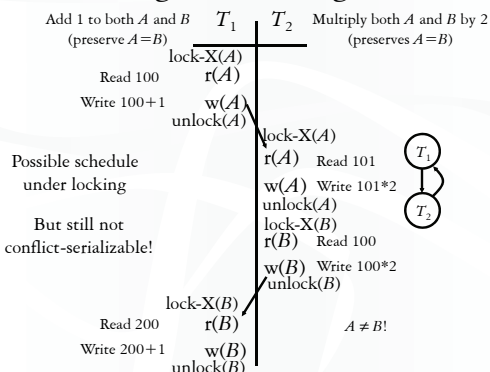 Add 1 to both A and B
(preserve A=B)
T1
T2
Multiply both A and B by 2
(preserves A=B)
lock-X(A)
Read 100
r(A)
Write 100+1
w(A)
unlock(A)
lock-X(A)
r(A)
Read 101
w(A)
Write 101*2
unlock(A)
lock-X(B)
r(B)
Read 100
w(B)
Write 100*2
unlock(B)
lock-X(B)
Read 200
r(B)
Write 200+1
w(B)
unlock(B)
Possible schedule
under locking
But still not
conflict-serializable!
T1
T2
A ≠ B!